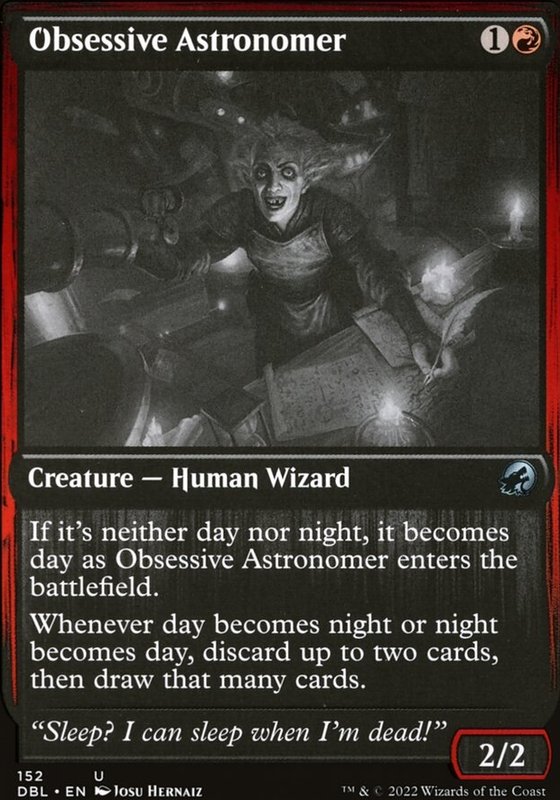 Obsessive Astronomer 1
Creature — Human Wizard
If it's neither day nor night, it becomes
day as Obsessive Astronomer enters the
battlefield.
Whenever day becomes night or night
becomes day, discard up to two cards,
then draw that many cards.
“Sleep? I can sleep when I'm dead!”
2/2
152 U
DBL • EN Josu Hernaiz
™ & © 2022 Wizards of the Coast